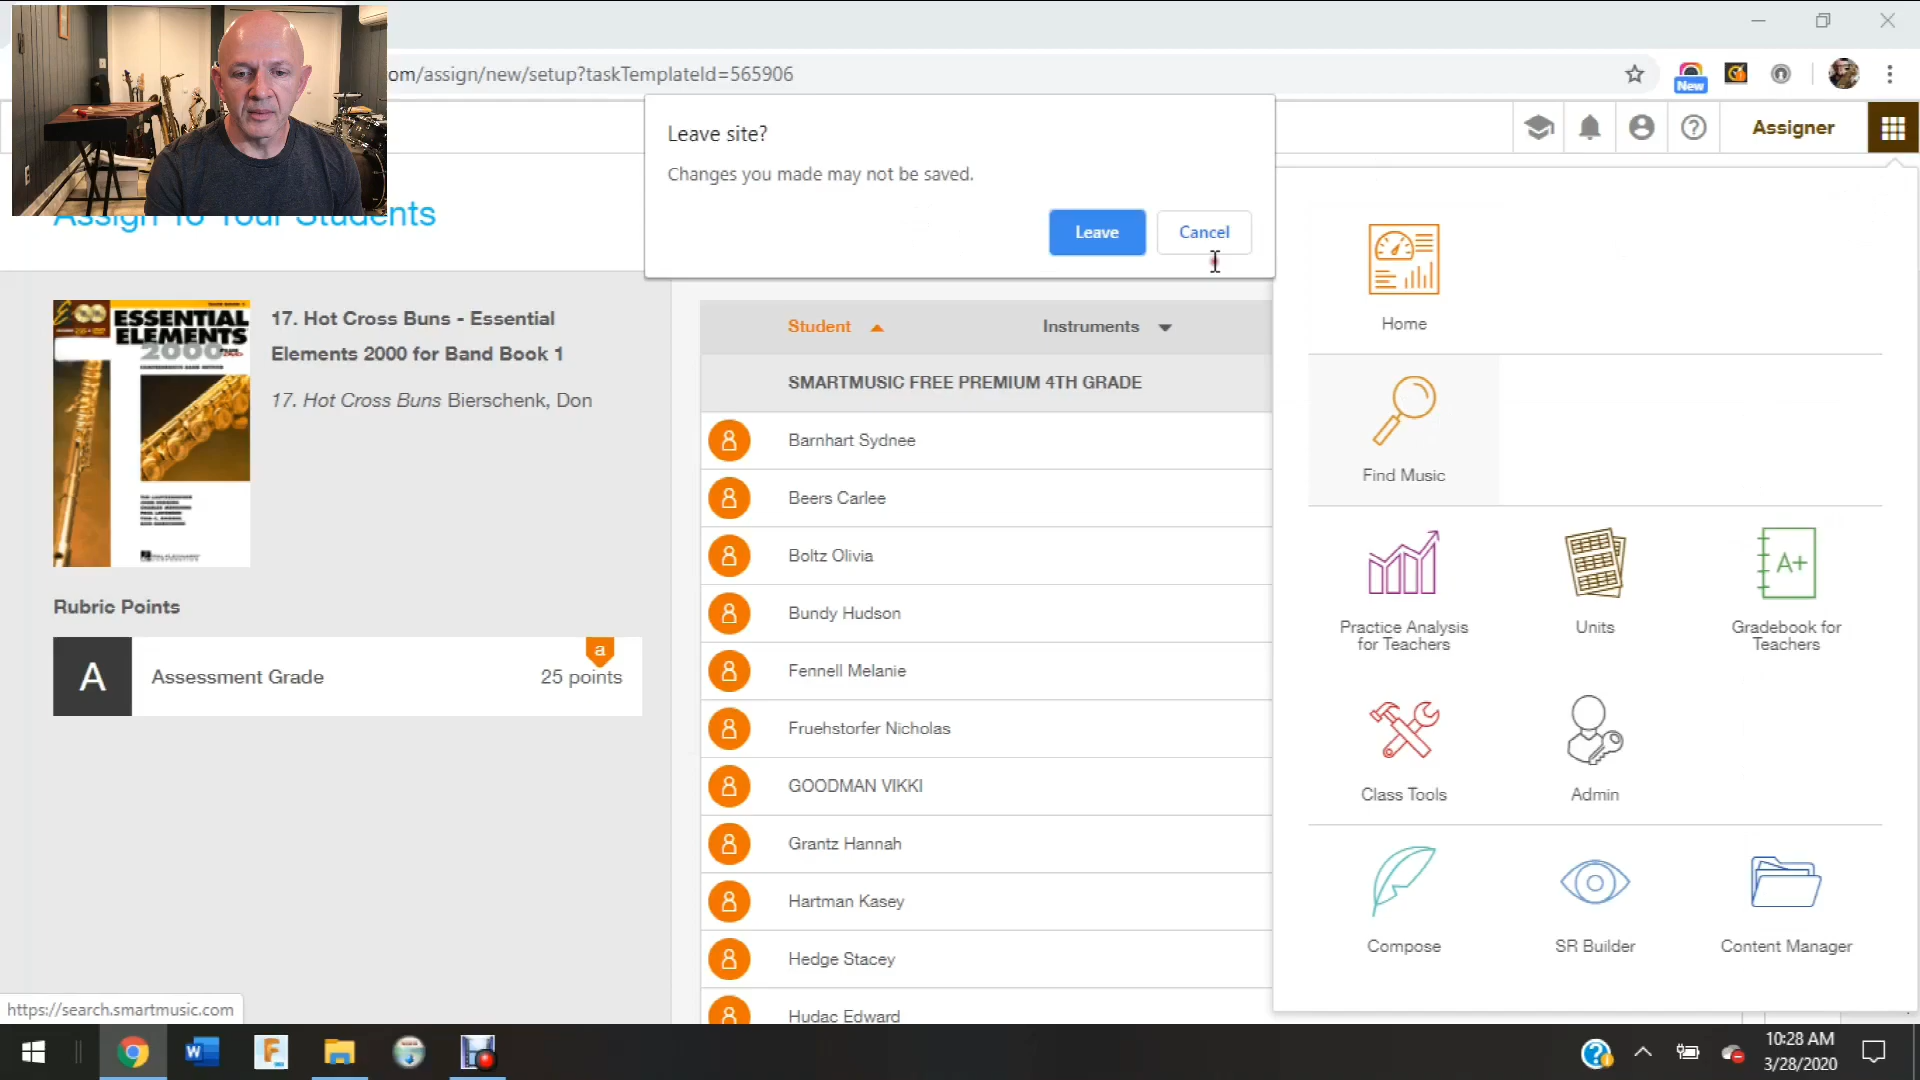 om/assign/new/setup?taskTemplateId=565906
New
Leave site?
Changes you made may not be saved.
Leave
Cancel
Assigner
Assign To Your Students
ESSENTIAL
ELEMENTS
2000
17. Hot Cross Buns - Essential
Elements 2000 for Band Book 1
17. Hot Cross Buns Bierschenk, Don
Rubric Points
A
Assessment Grade
a
25 points
Student
Instruments
SMARTMUSIC FREE PREMIUM 4TH GRADE
Barnhart Sydnee
Beers Carlee
Boltz Olivia
Bundy Hudson
Fennell Melanie
Fruehstorfer Nicholas
GOODMAN VIKKI
Grantz Hannah
Hartman Kasey
Hedge Stacey
Hudac Edward
Home
Find Music
Practice Analysis
for Teachers
Units
A+
Gradebook for
Teachers
Class Tools
Admin
Compose
SR Builder
Content Manager
https://search.smartmusic.com
10:28 AM
3/28/2020